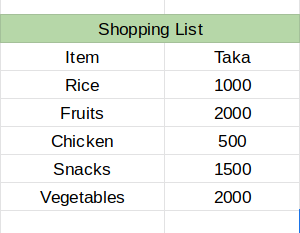 Shopping List
Item Taka
Rice 1000
Fruits 2000
Chicken 500
Snacks 1500
Vegetables 2000